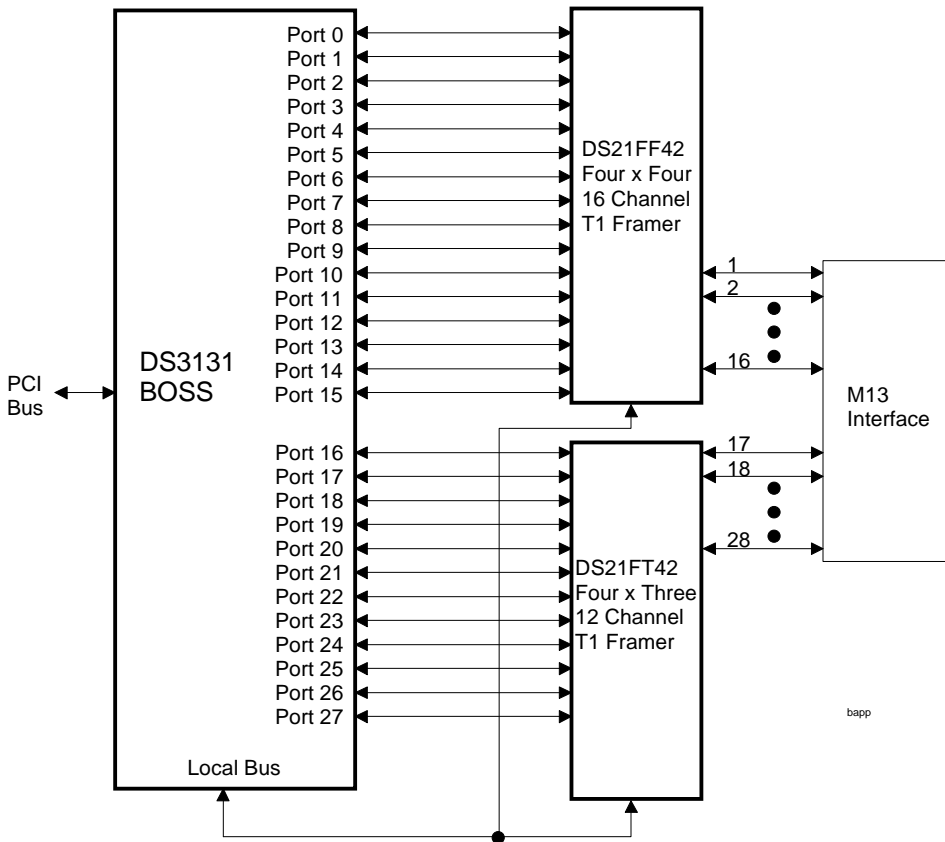 Port 0
Port 1
Port 2
Port 3
Port 4
Port 5
Port 6
Port 7
Port 8
Port 9
Port 10
Port 11
Port 12
Port 13
Port 14
Port 15
Port 16
Port 17
Port 18
Port 19
Port 20
Port 21
Port 22
Port 23
Port 24
Port 25
Port 26
Port 27
PCI
Bus
DS3131
BOSS
Local Bus
DS21FF42
Four x Four
16 Channel
T1 Framer
DS21FT42
Four x Three
12 Channel
T1 Framer
1
2
16
17
18
28
M13
Interface
bapp